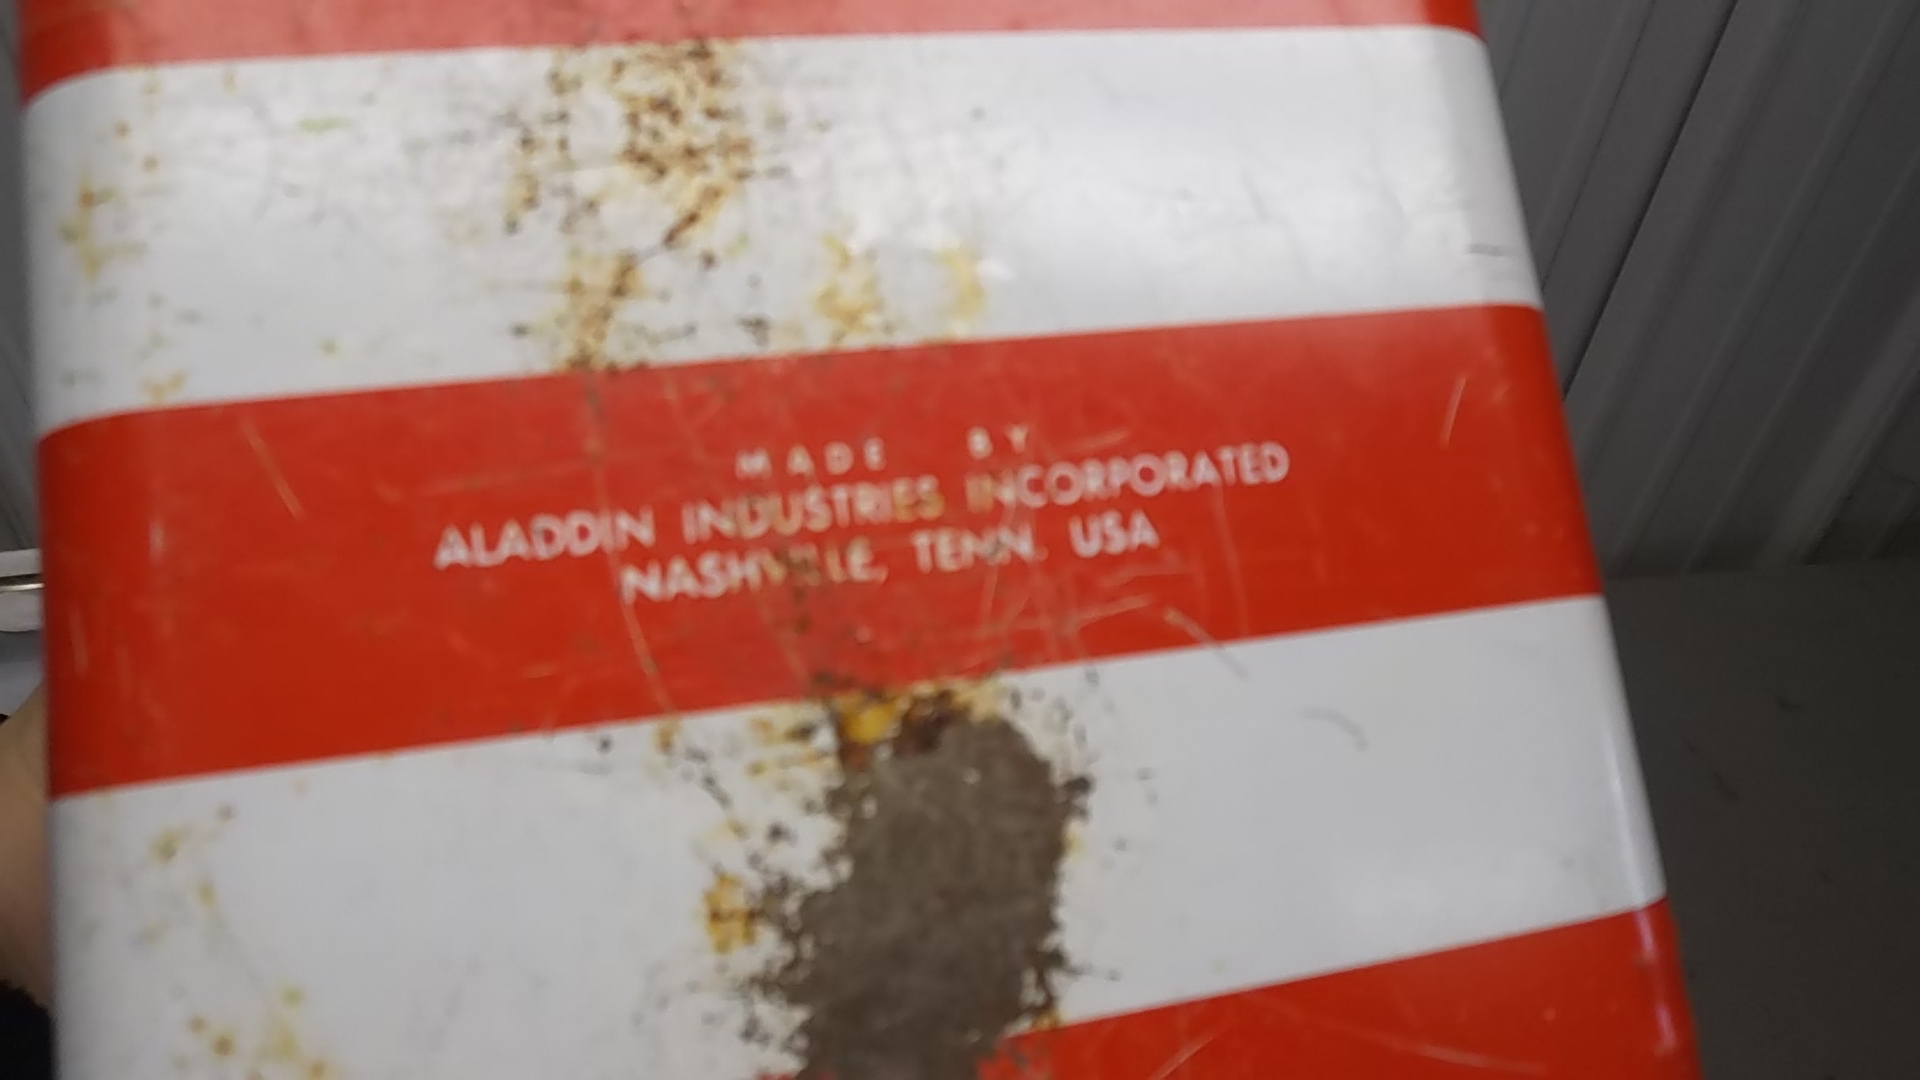 MADE BY
ALADDIN INDUSTRIES INCORPORATED
NASHVILLE, TENN. USA